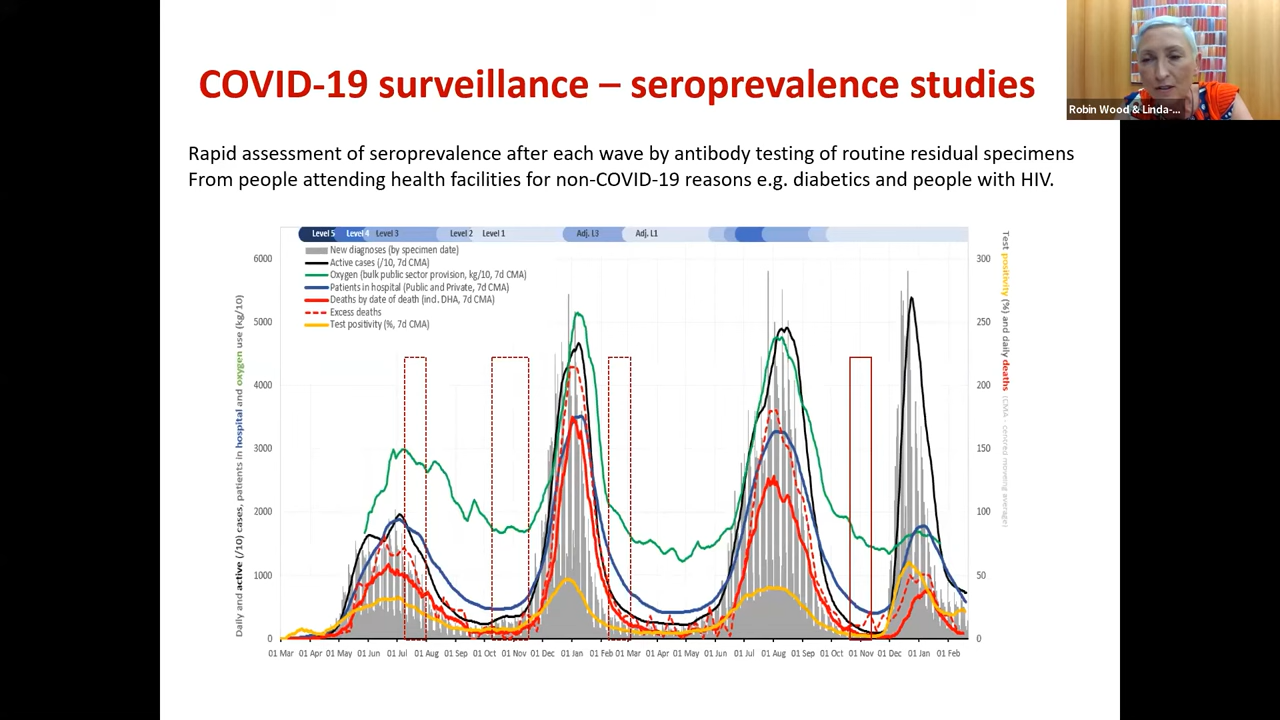 COVID-19 surveillance – seroprevalence studies
Robin Wood & Linda-...
Rapid assessment of seroprevalence after each wave by antibody testing of routine residual specimens
From people attending health facilities for non-COVID-19 reasons e.g. diabetics and people with HIV.
Level 5 Level 4 Level 3 Level 2 Level 1 Adj. L3 Adj. L1
New diagnoses (by specimen date)
Active cases (/10, 7d CMA)
Oxygen (bulk public sector provision, kg/10, 7d CMA)
Patients in hospital (Public and Private, 7d CMA)
Deaths by date of death (incl. DHA, 7d CMA)
Excess deaths
Test positivity (%, 7d CMA)
Daily and active (/10) cases, patients in hospital and oxygen use (kg/10)
6000
5000
4000
3000
2000
1000
0
300
250
200
150
100
50
0
Test positivity (%) and daily deaths (CMA - centred moving average)
01 Mar 01 Apr 01 May 01 Jun 01 Jul 01 Aug 01 Sep 01 Oct 01 Nov 01 Dec 01 Jan 01 Feb 01 Mar 01 Apr 01 May 01 Jun 01 Jul 01 Aug 01 Sep 01 Oct 01 Nov 01 Dec 01 Jan 01 Feb